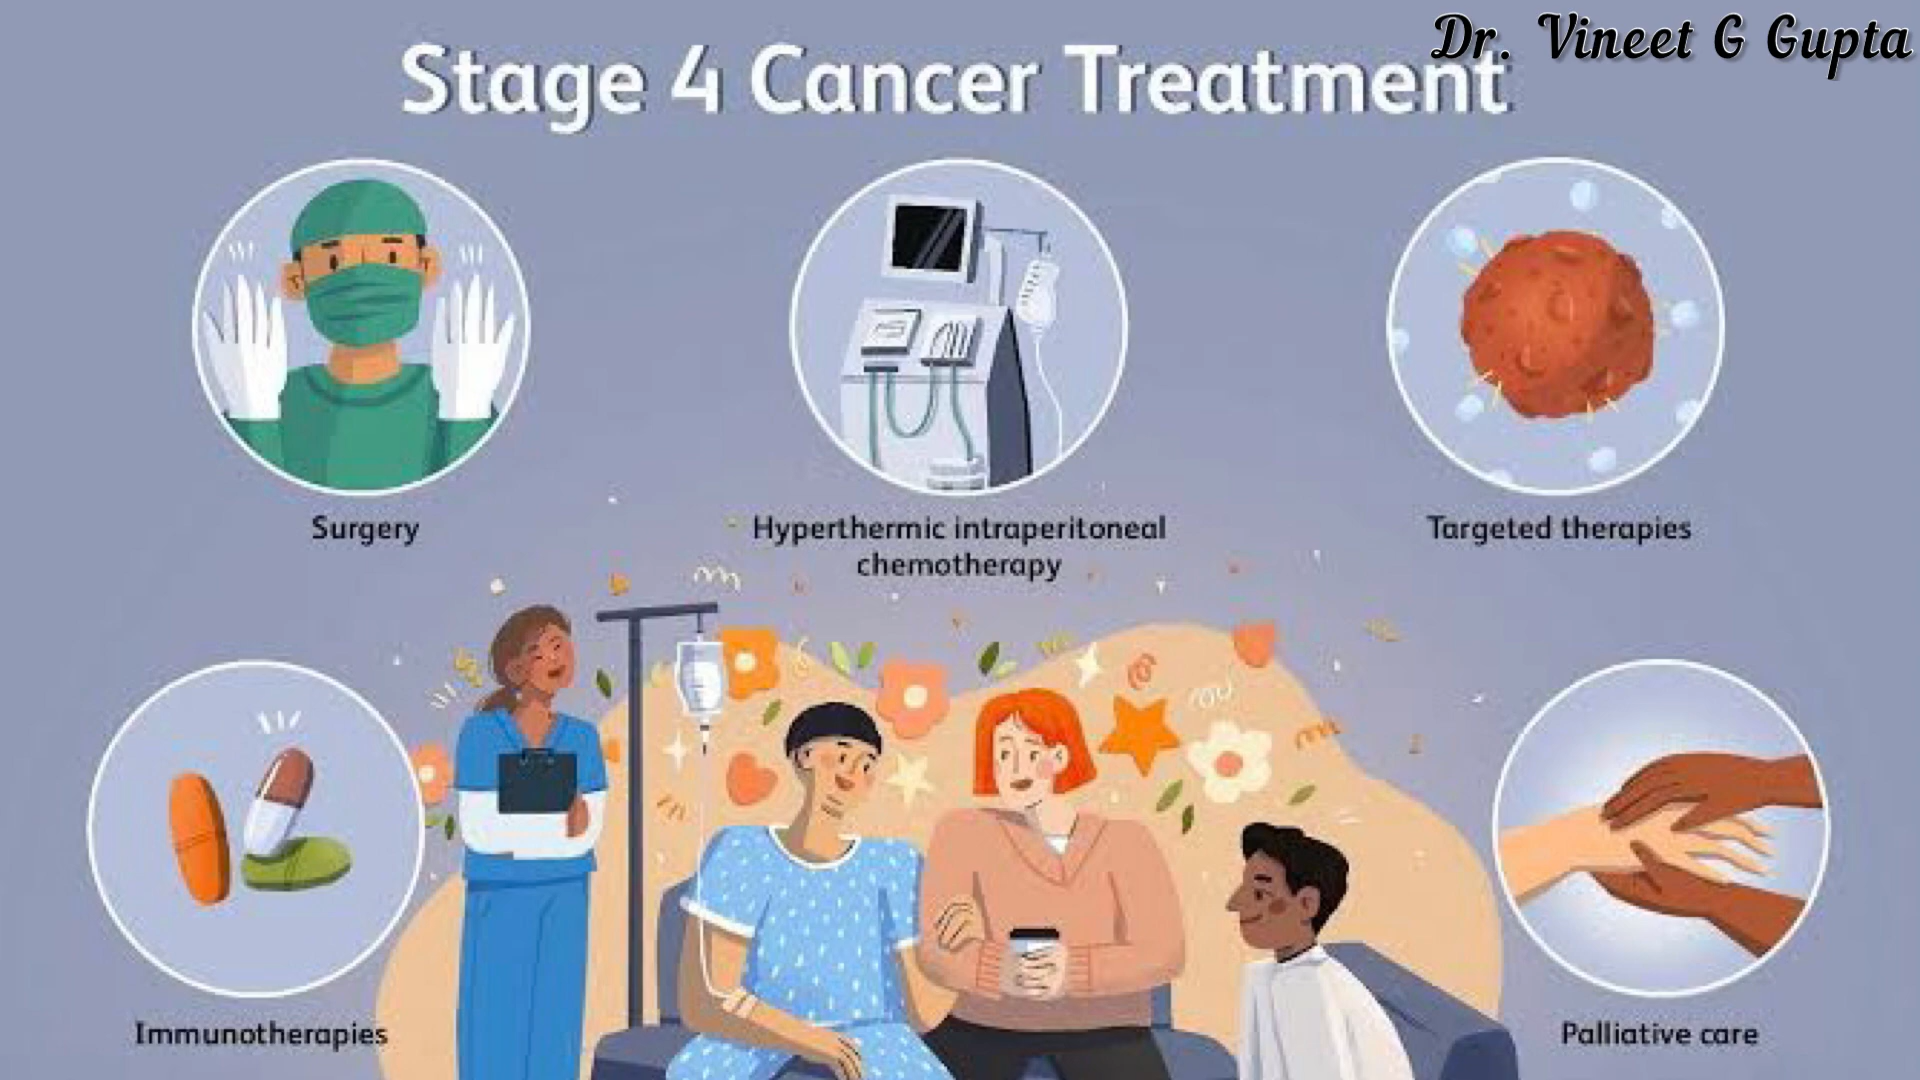 Dr. Vineet G Gupta
Stage 4 Cancer Treatment
Surgery
Hyperthermic intraperitoneal
chemotherapy
Targeted therapies
Immunotherapies
Palliative care